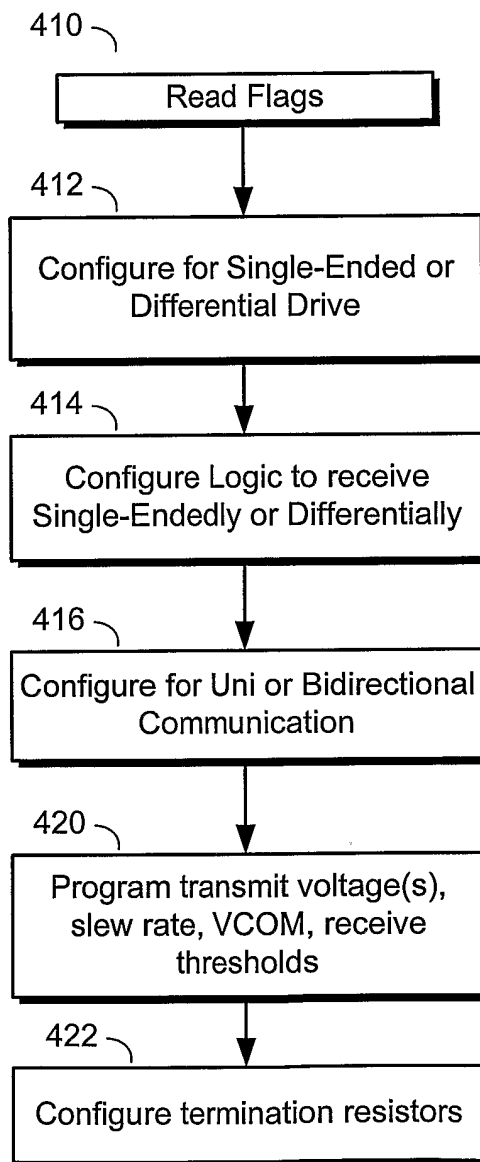 410
Read Flags
412
Configure for Single-Ended or
Differential Drive
414
Configure Logic to receive
Single-Endedly or Differentially
416
Configure for Uni or Bidirectional
Communication
420
Program transmit voltage(s),
slew rate, VCOM, receive
thresholds
422
Configure termination resistors